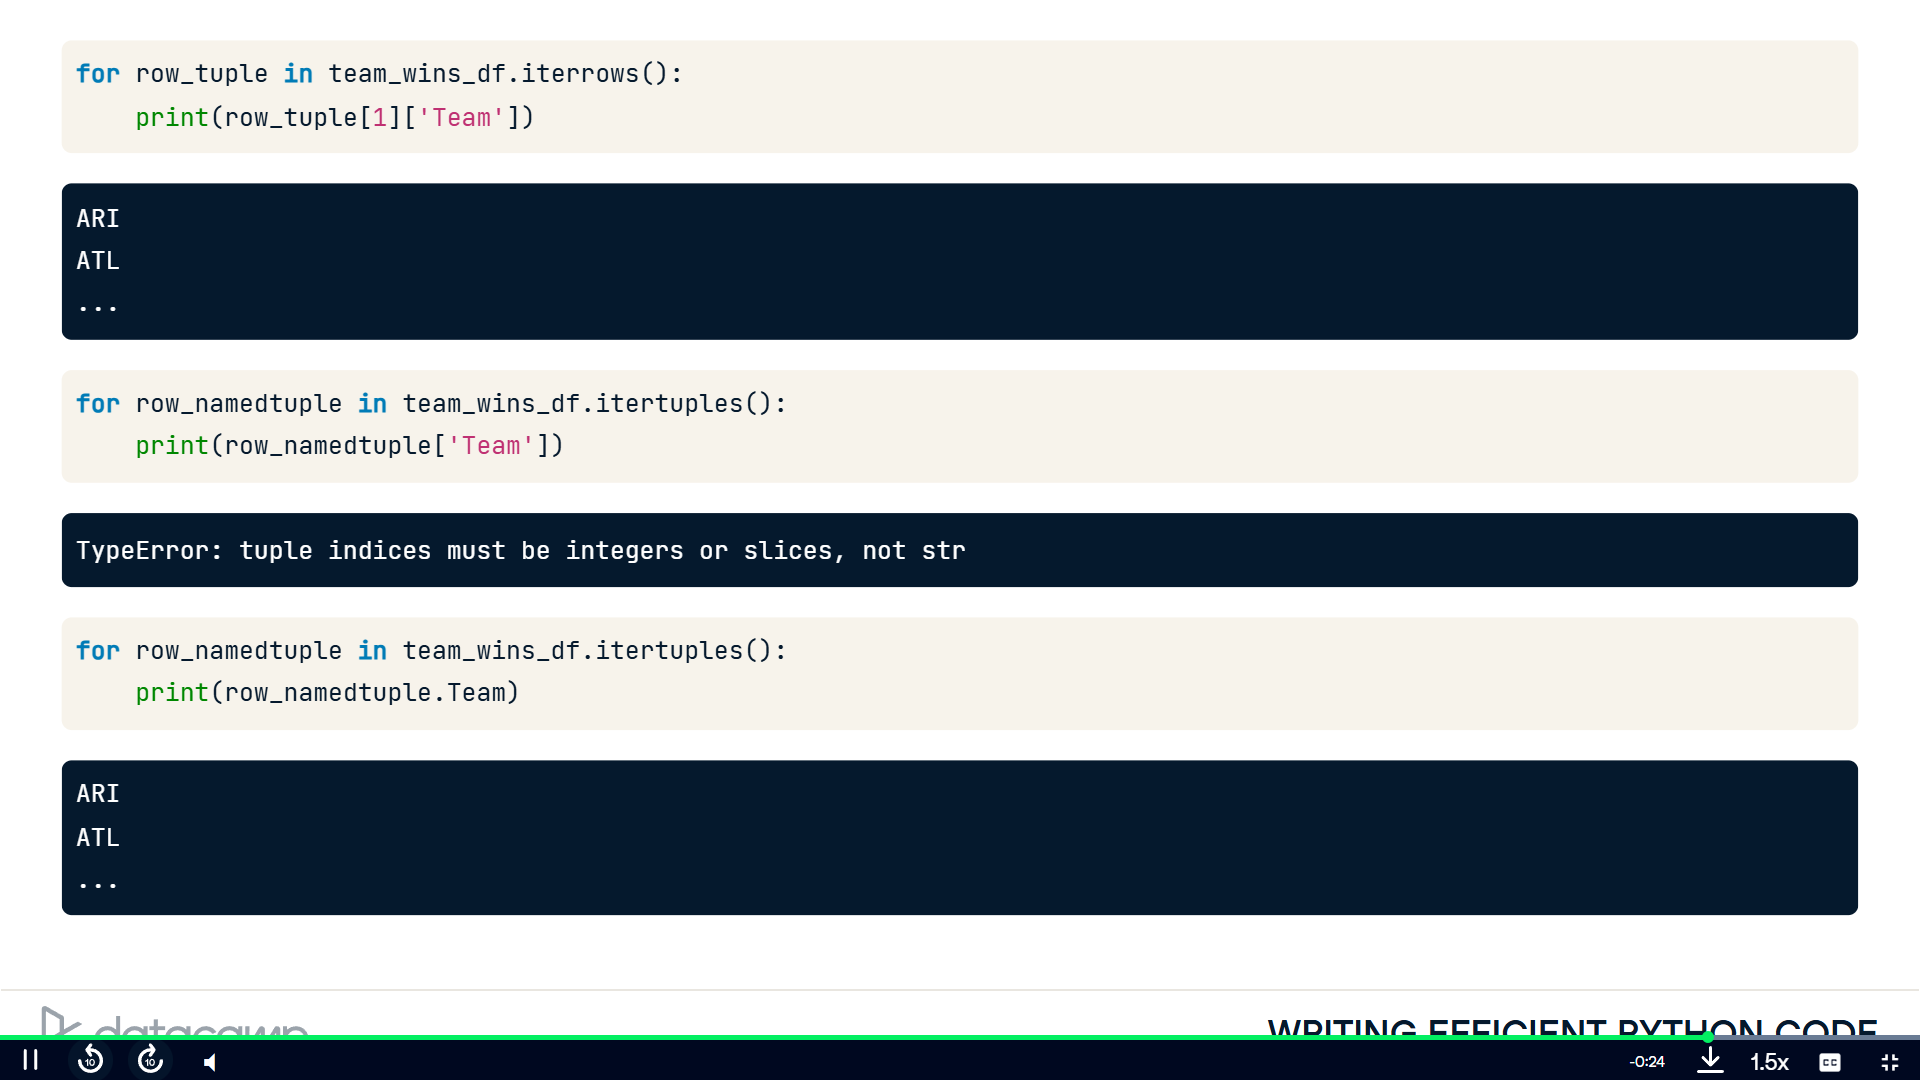 for row_tuple in team_wins_df.iterrows():
    print(row_tuple[1]['Team'])
ARI
ATL
...
for row_namedtuple in team_wins_df.itertuples():
    print(row_namedtuple['Team'])
TypeError: tuple indices must be integers or slices, not str
for row_namedtuple in team_wins_df.itertuples():
    print(row_namedtuple.Team)
ARI
ATL
...
datacamp
WRITING EFFICIENT PYTHON CODE
10
10
-0:24
1.5x
CC